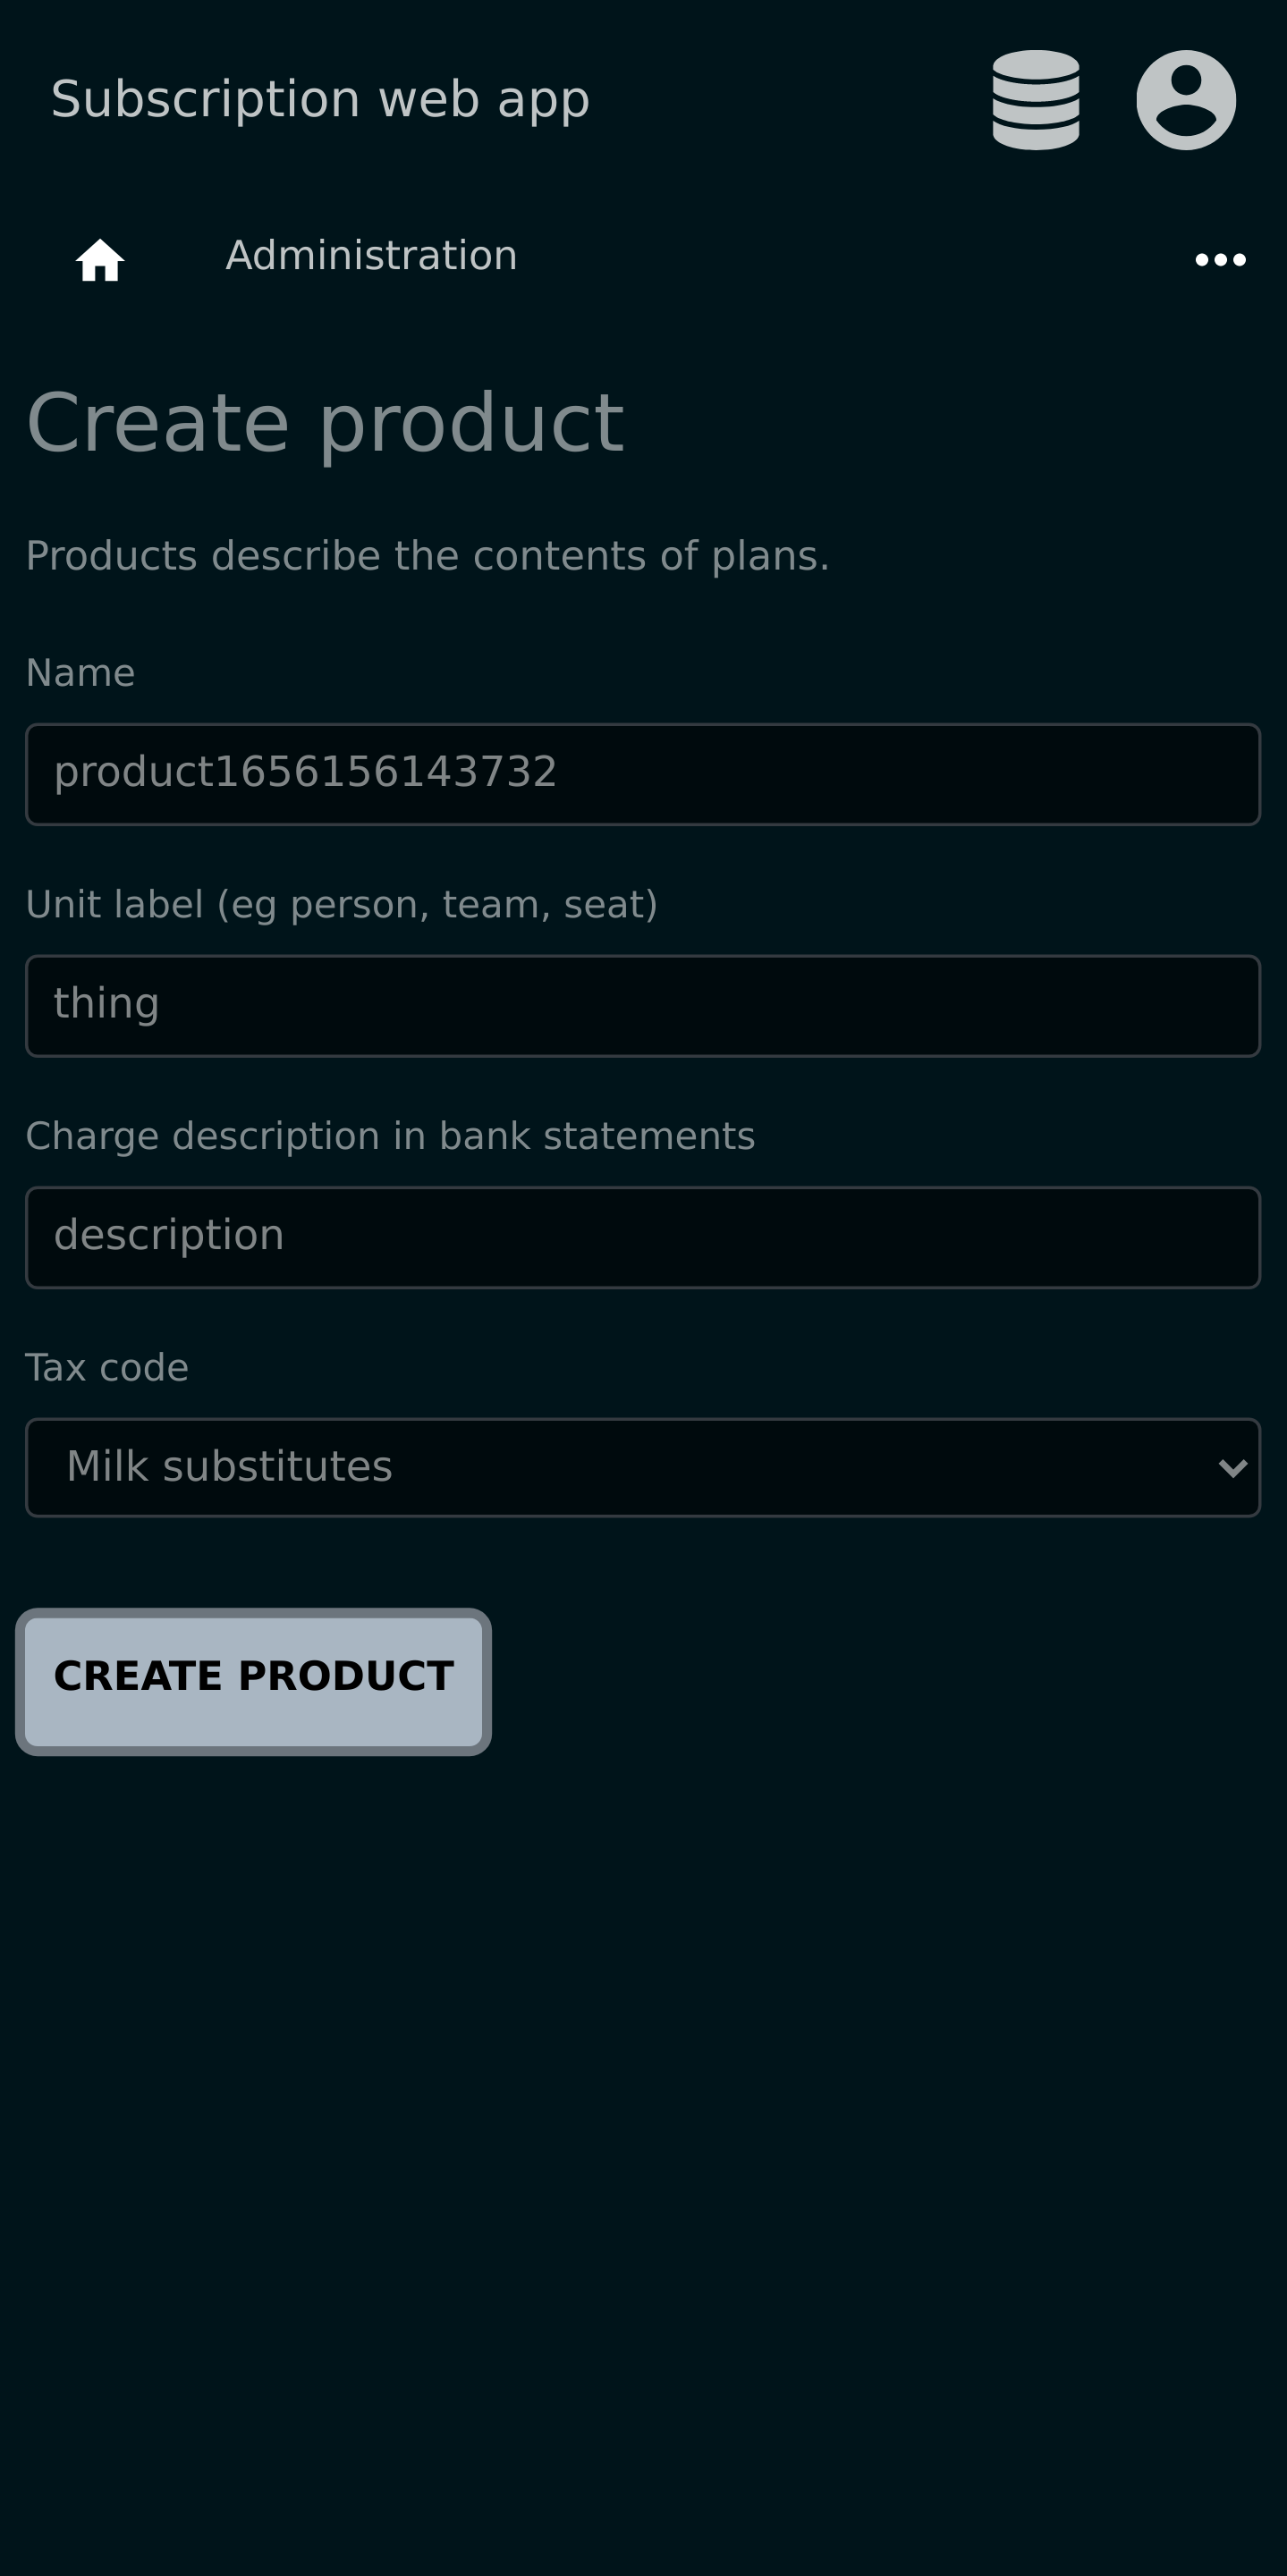 Subscription web app
Administration
Create product
Products describe the contents of plans.
Name
product1656156143732
Unit label (eg person, team, seat)
thing
Charge description in bank statements
description
Tax code
Milk substitutes
CREATE PRODUCT